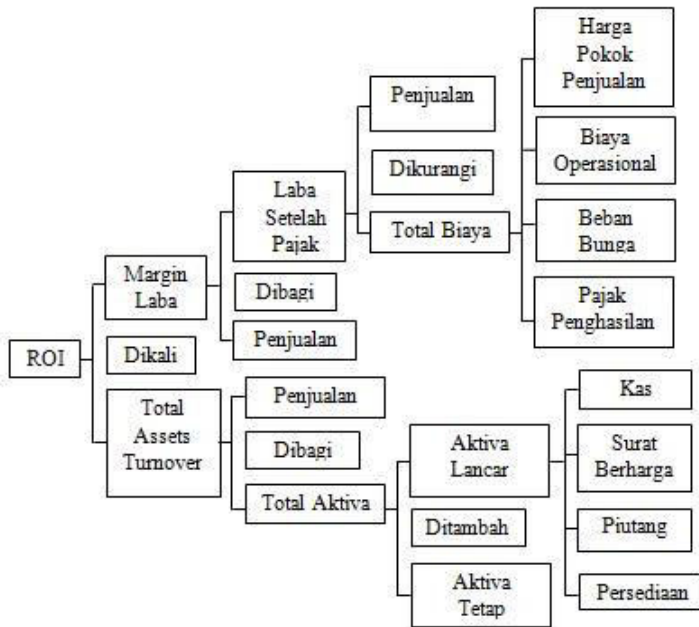 Harga
Pokok
Penjualan
Penjualan
Biaya
Operasional
Dikurangi
Laba
Setelah
Pajak
Total Biaya
Beban
Bunga
Margin
Laba
Dibagi
Pajak
Penghasilan
Penjualan
ROI
Dikali
Total
Assets
Turnover
Penjualan
Kas
Dibagi
Aktiva
Lancar
Surat
Berharga
Total Aktiva
Ditambah
Piutang
Aktiva
Tetap
Persediaan